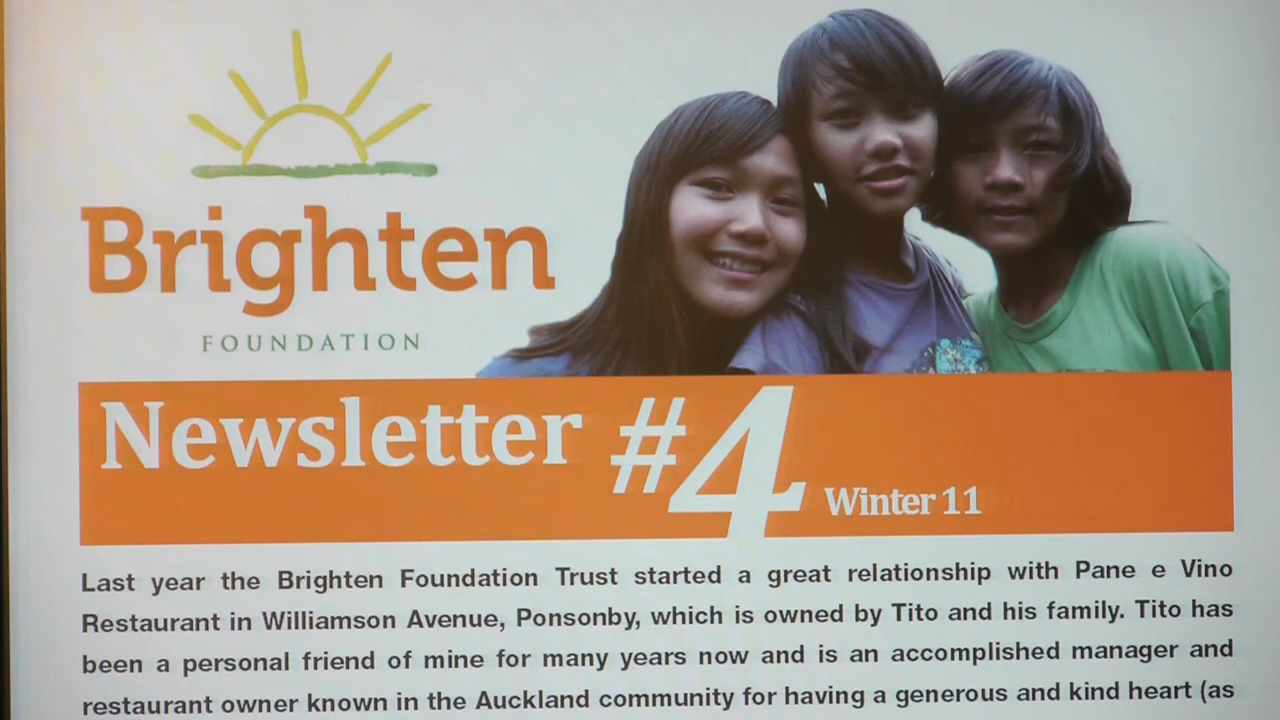 Brighten
FOUNDATION
Newsletter #4 Winter 11
Last year the Brighten Foundation Trust started a great relationship with Pane e Vino
Restaurant in Williamson Avenue, Ponsonby, which is owned by Tito and his family. Tito has
been a personal friend of mine for many years now and is an accomplished manager and
restaurant owner known in the Auckland community for having a generous and kind heart (as